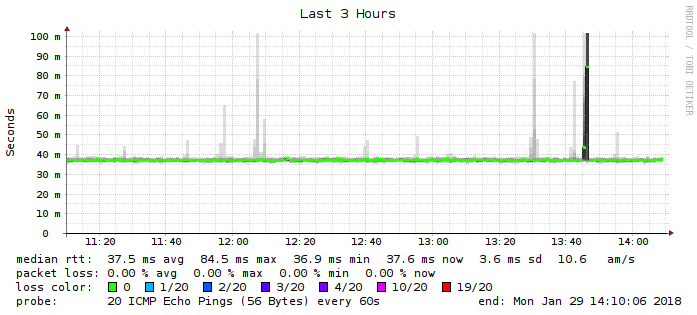 Last 3 Hours
RRDTOOL / TOBI OETIKER
Seconds
100 m
90 m
80 m
70 m
60 m
50 m
40 m
30 m
20 m
10 m
0
11:20 11:40 12:00 12:20 12:40 13:00 13:20 13:40 14:00
median rtt: 37.5 ms avg 84.5 ms max 36.9 ms min 37.6 ms now 3.6 ms sd 10.6 am/s
packet loss: 0.00 % avg 0.00 % max 0.00 % min 0.00 % now
loss color: 0 1/20 2/20 3/20 4/20 10/20 19/20
probe: 20 ICMP Echo Pings (56 Bytes) every 60s end: Mon Jan 29 14:10:06 2018